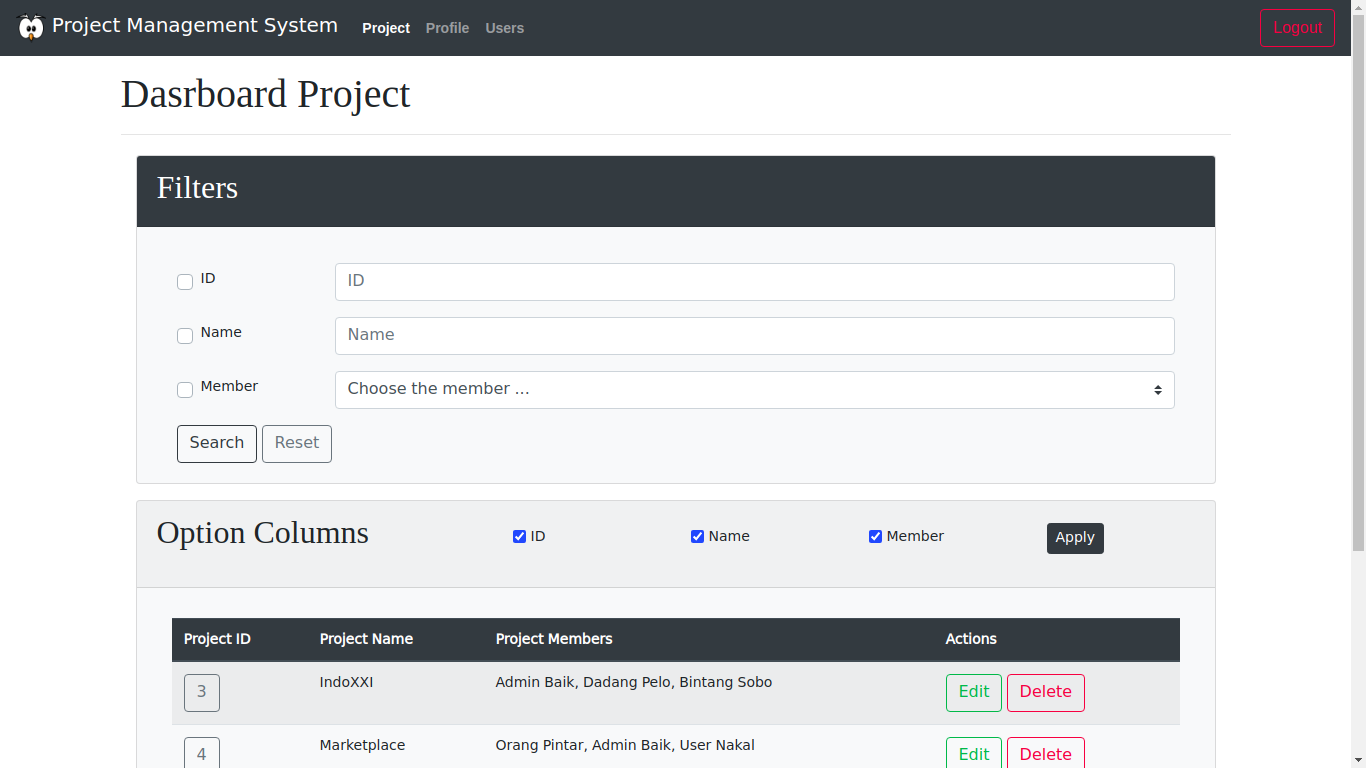 Project Management System Project Profile Users Logout
Dasrboard Project
Filters
ID ID
Name Name
Member Choose the member ...
Search Reset
Option Columns ID Name Member Apply
Project ID Project Name Project Members Actions
3 IndoXXI Admin Baik, Dadang Pelo, Bintang Sobo Edit Delete
4 Marketplace Orang Pintar, Admin Baik, User Nakal Edit Delete